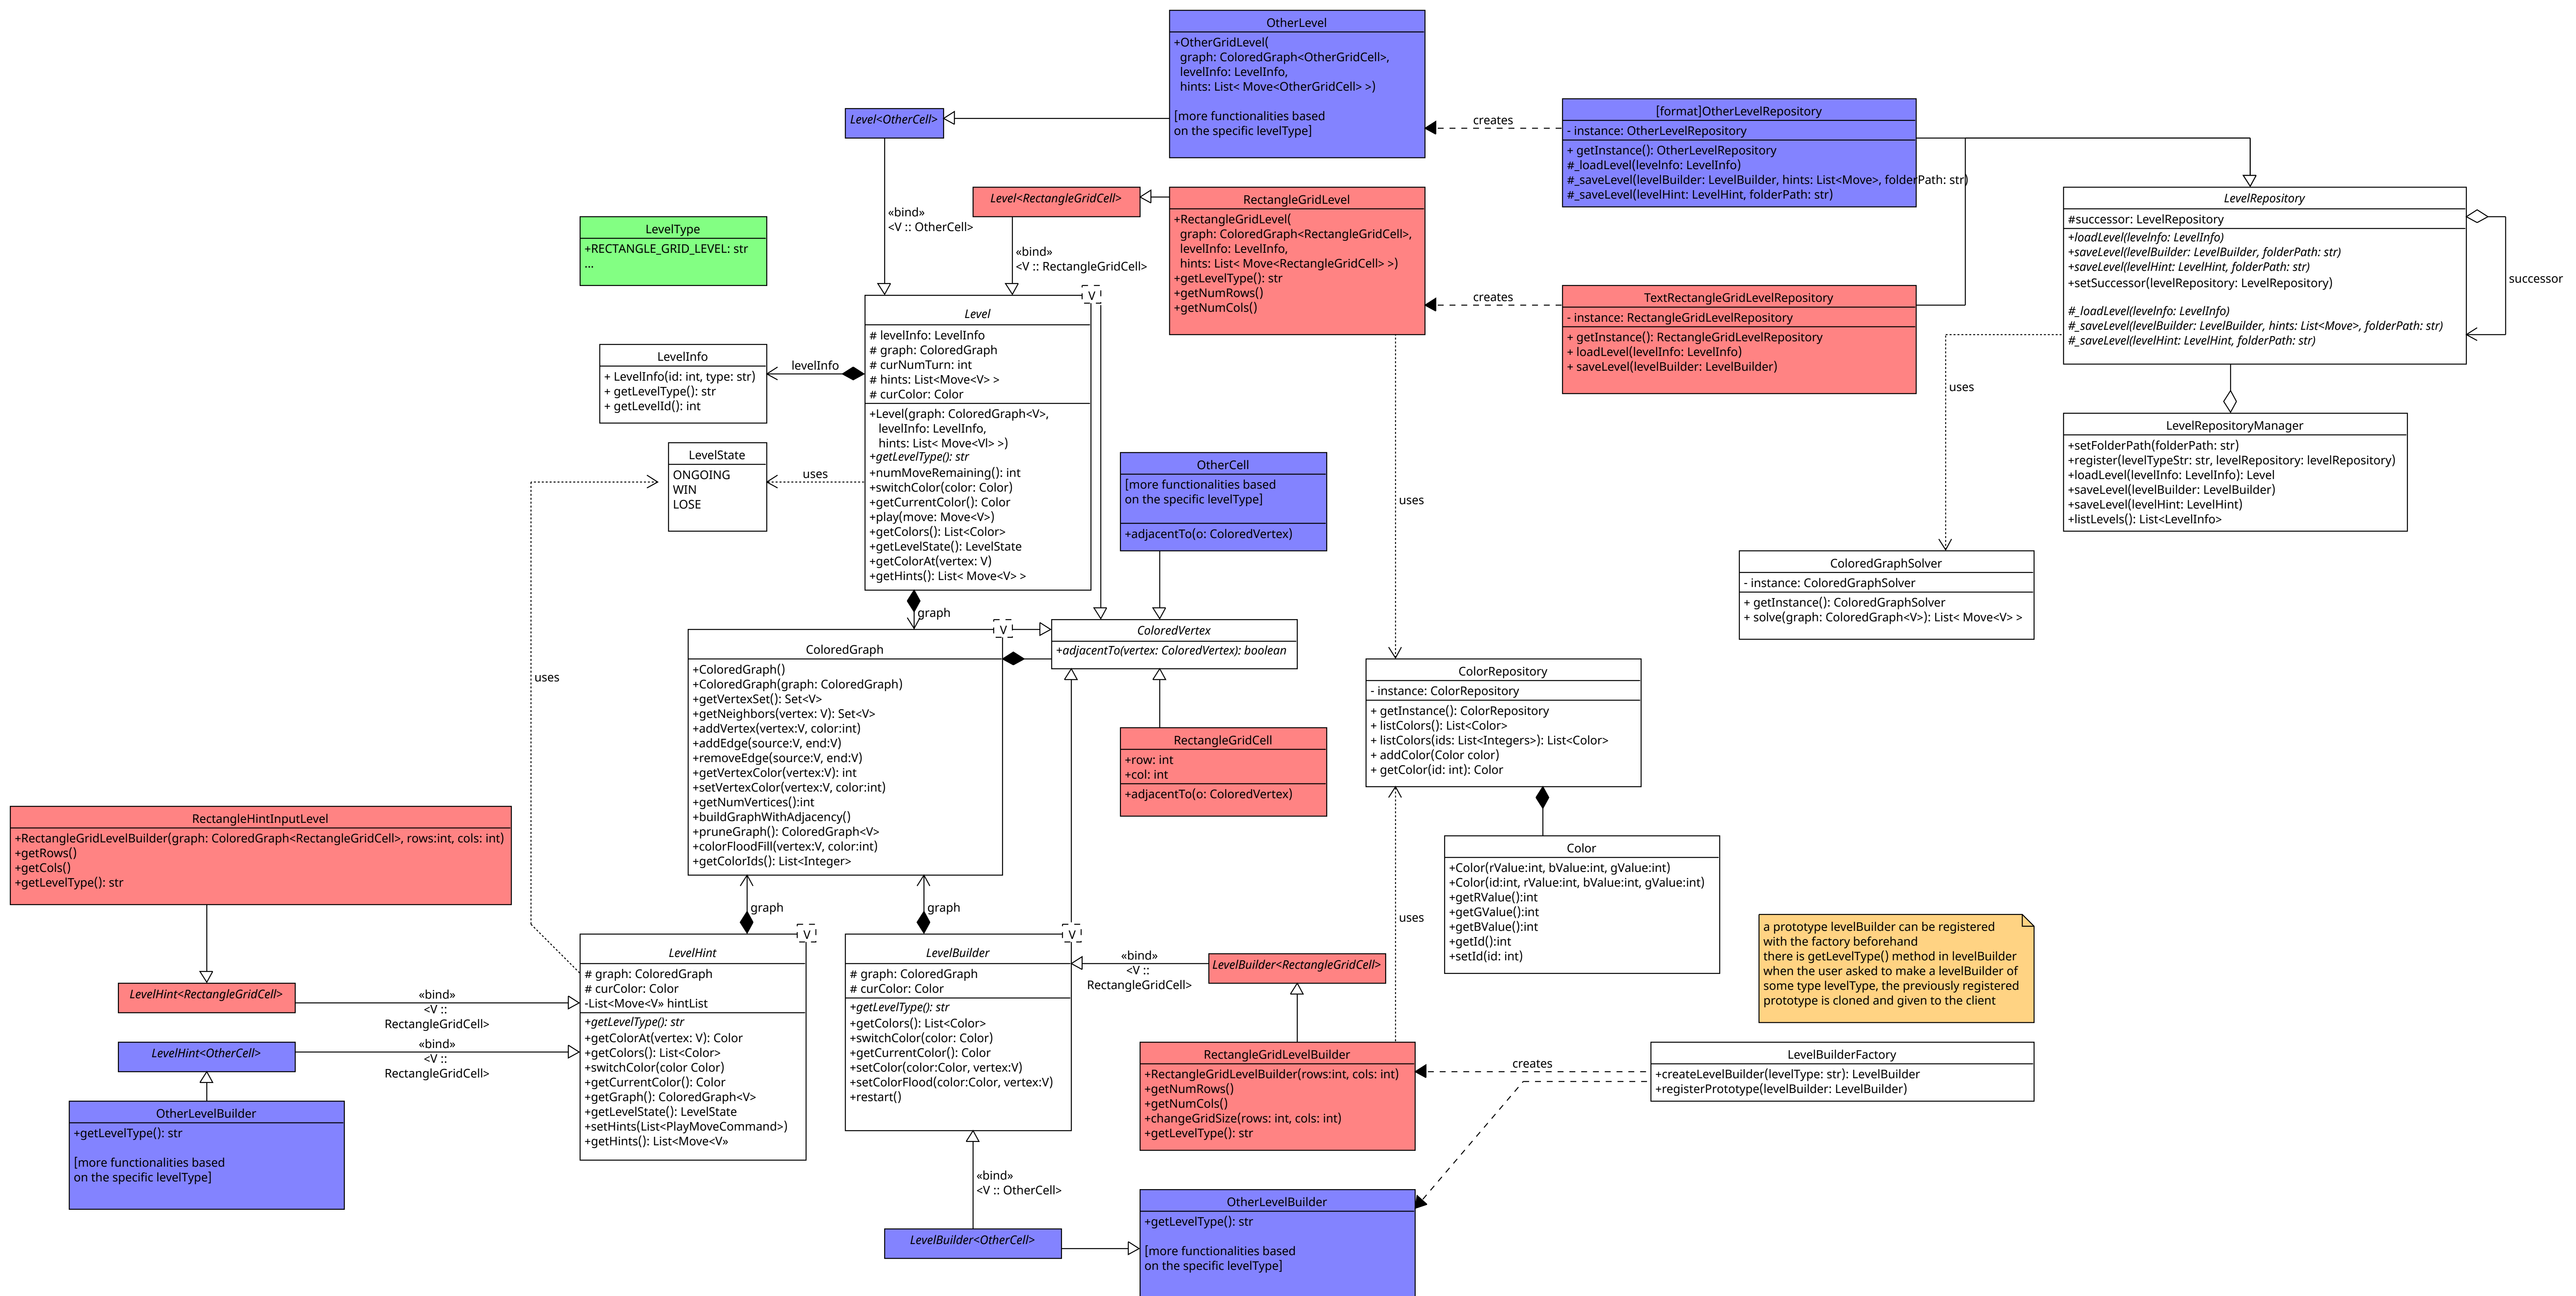 OtherLevel
+OtherGridLevel(
graph: ColoredGraph<OtherGridCell>,
levelInfo: LevelInfo,
hints: List< Move<OtherGridCell> >)
[more functionalities based
on the specific levelType]
Level<OtherCell>
creates
[format]OtherLevelRepository
- instance: OtherLevelRepository
+ getInstance(): OtherLevelRepository
#_loadLevel(levelnfo: LevelInfo)
#_saveLevel(levelBuilder: LevelBuilder, hints: List<Move>, folderPath: str)
#_saveLevel(levelHint: LevelHint, folderPath: str)
«bind»
<V :: OtherCell>
Level<RectangleGridCell>
«bind»
<V :: RectangleGridCell>
RectangleGridLevel
+RectangleGridLevel(
graph: ColoredGraph<RectangleGridCell>,
levelInfo: LevelInfo,
hints: List< Move<RectangleGridCell> >)
+getLevelType(): str
+getNumRows()
+getNumCols()
LevelRepository
#successor: LevelRepository
+loadLevel(levelnfo: LevelInfo)
+saveLevel(levelBuilder: LevelBuilder, folderPath: str)
+saveLevel(levelHint: LevelHint, folderPath: str)
+setSuccessor(levelRepository: LevelRepository)
#_loadLevel(levelnfo: LevelInfo)
#_saveLevel(levelBuilder: LevelBuilder, hints: List<Move>, folderPath: str)
#_saveLevel(levelHint: LevelHint, folderPath: str)
successor
LevelType
+RECTANGLE_GRID_LEVEL: str
...
creates
TextRectangleGridLevelRepository
- instance: RectangleGridLevelRepository
+ getInstance(): RectangleGridLevelRepository
+ loadLevel(levelInfo: LevelInfo)
+ saveLevel(levelBuilder: LevelBuilder)
V
Level
# levelInfo: LevelInfo
# graph: ColoredGraph
# curNumTurn: int
# hints: List<Move<V> >
# curColor: Color
+Level(graph: ColoredGraph<V>,
levelInfo: LevelInfo,
hints: List< Move<Vl> >)
+getLevelType(): str
+numMoveRemaining(): int
+switchColor(color: Color)
+getCurrentColor(): Color
+play(move: Move<V>)
+getColors(): List<Color>
+getLevelState(): LevelState
+getColorAt(vertex: V)
+getHints(): List< Move<V> >
LevelInfo
+ LevelInfo(id: int, type: str)
+ getLevelType(): str
+ getLevelId(): int
levelInfo
LevelState
ONGOING
WIN
LOSE
uses
uses
LevelRepositoryManager
+setFolderPath(folderPath: str)
+register(levelTypeStr: str, levelRepository: levelRepository)
+loadLevel(levelInfo: LevelInfo): Level
+saveLevel(levelBuilder: LevelBuilder)
+saveLevel(levelHint: LevelHint)
+listLevels(): List<LevelInfo>
OtherCell
[more functionalities based
on the specific levelType]
+adjacentTo(o: ColoredVertex)
uses
ColoredGraphSolver
- instance: ColoredGraphSolver
+ getInstance(): ColoredGraphSolver
+ solve(graph: ColoredGraph<V>): List< Move<V> >
graph
V
ColoredGraph
+ColoredGraph()
+ColoredGraph(graph: ColoredGraph)
+getVertexSet(): Set<V>
+getNeighbors(vertex: V): Set<V>
+addVertex(vertex:V, color:int)
+addEdge(source:V, end:V)
+removeEdge(source:V, end:V)
+getVertexColor(vertex:V): int
+setVertexColor(vertex:V, color:int)
+getNumVertices():int
+buildGraphWithAdjacency()
+pruneGraph(): ColoredGraph<V>
+colorFloodFill(vertex:V, color:int)
+getColorIds(): List<Integer>
ColoredVertex
+adjacentTo(vertex: ColoredVertex): boolean
uses
ColorRepository
- instance: ColorRepository
+ getInstance(): ColorRepository
+ listColors(): List<Color>
+ listColors(ids: List<Integers>): List<Color>
+ addColor(Color color)
+ getColor(id: int): Color
RectangleGridCell
+row: int
+col: int
+adjacentTo(o: ColoredVertex)
RectangleHintInputLevel
+RectangleGridLevelBuilder(graph: ColoredGraph<RectangleGridCell>, rows:int, cols: int)
+getRows()
+getCols()
+getLevelType(): str
Color
+Color(rValue:int, bValue:int, gValue:int)
+Color(id:int, rValue:int, bValue:int, gValue:int)
+getRValue():int
+getGValue():int
+getBValue():int
+getId():int
+setId(id: int)
graph
graph
uses
a prototype levelBuilder can be registered
with the factory beforehand
there is getLevelType() method in levelBuilder
when the user asked to make a levelBuilder of
some type levelType, the previously registered
prototype is cloned and given to the client
V
LevelHint
# graph: ColoredGraph
# curColor: Color
-List<Move<V>> hintList
+getLevelType(): str
+getColorAt(vertex: V): Color
+getColors(): List<Color>
+switchColor(color Color)
+getCurrentColor(): Color
+getGraph(): ColoredGraph<V>
+getLevelState(): LevelState
+setHints(List<PlayMoveCommand>)
+getHints(): List<Move<V>>
V
LevelBuilder
# graph: ColoredGraph
# curColor: Color
+getLevelType(): str
+getColors(): List<Color>
+switchColor(color: Color)
+getCurrentColor(): Color
+setColor(color:Color, vertex:V)
+setColorFlood(color:Color, vertex:V)
+restart()
«bind»
<V ::
RectangleGridCell>
LevelBuilder<RectangleGridCell>
LevelHint<RectangleGridCell>
«bind»
<V ::
RectangleGridCell>
LevelHint<OtherCell>
«bind»
<V ::
RectangleGridCell>
RectangleGridLevelBuilder
+RectangleGridLevelBuilder(rows:int, cols: int)
+getNumRows()
+getNumCols()
+changeGridSize(rows: int, cols: int)
+getLevelType(): str
creates
LevelBuilderFactory
+createLevelBuilder(levelType: str): LevelBuilder
+registerPrototype(levelBuilder: LevelBuilder)
OtherLevelBuilder
+getLevelType(): str
[more functionalities based
on the specific levelType]
«bind»
<V :: OtherCell>
LevelBuilder<OtherCell>
OtherLevelBuilder
+getLevelType(): str
[more functionalities based
on the specific levelType]